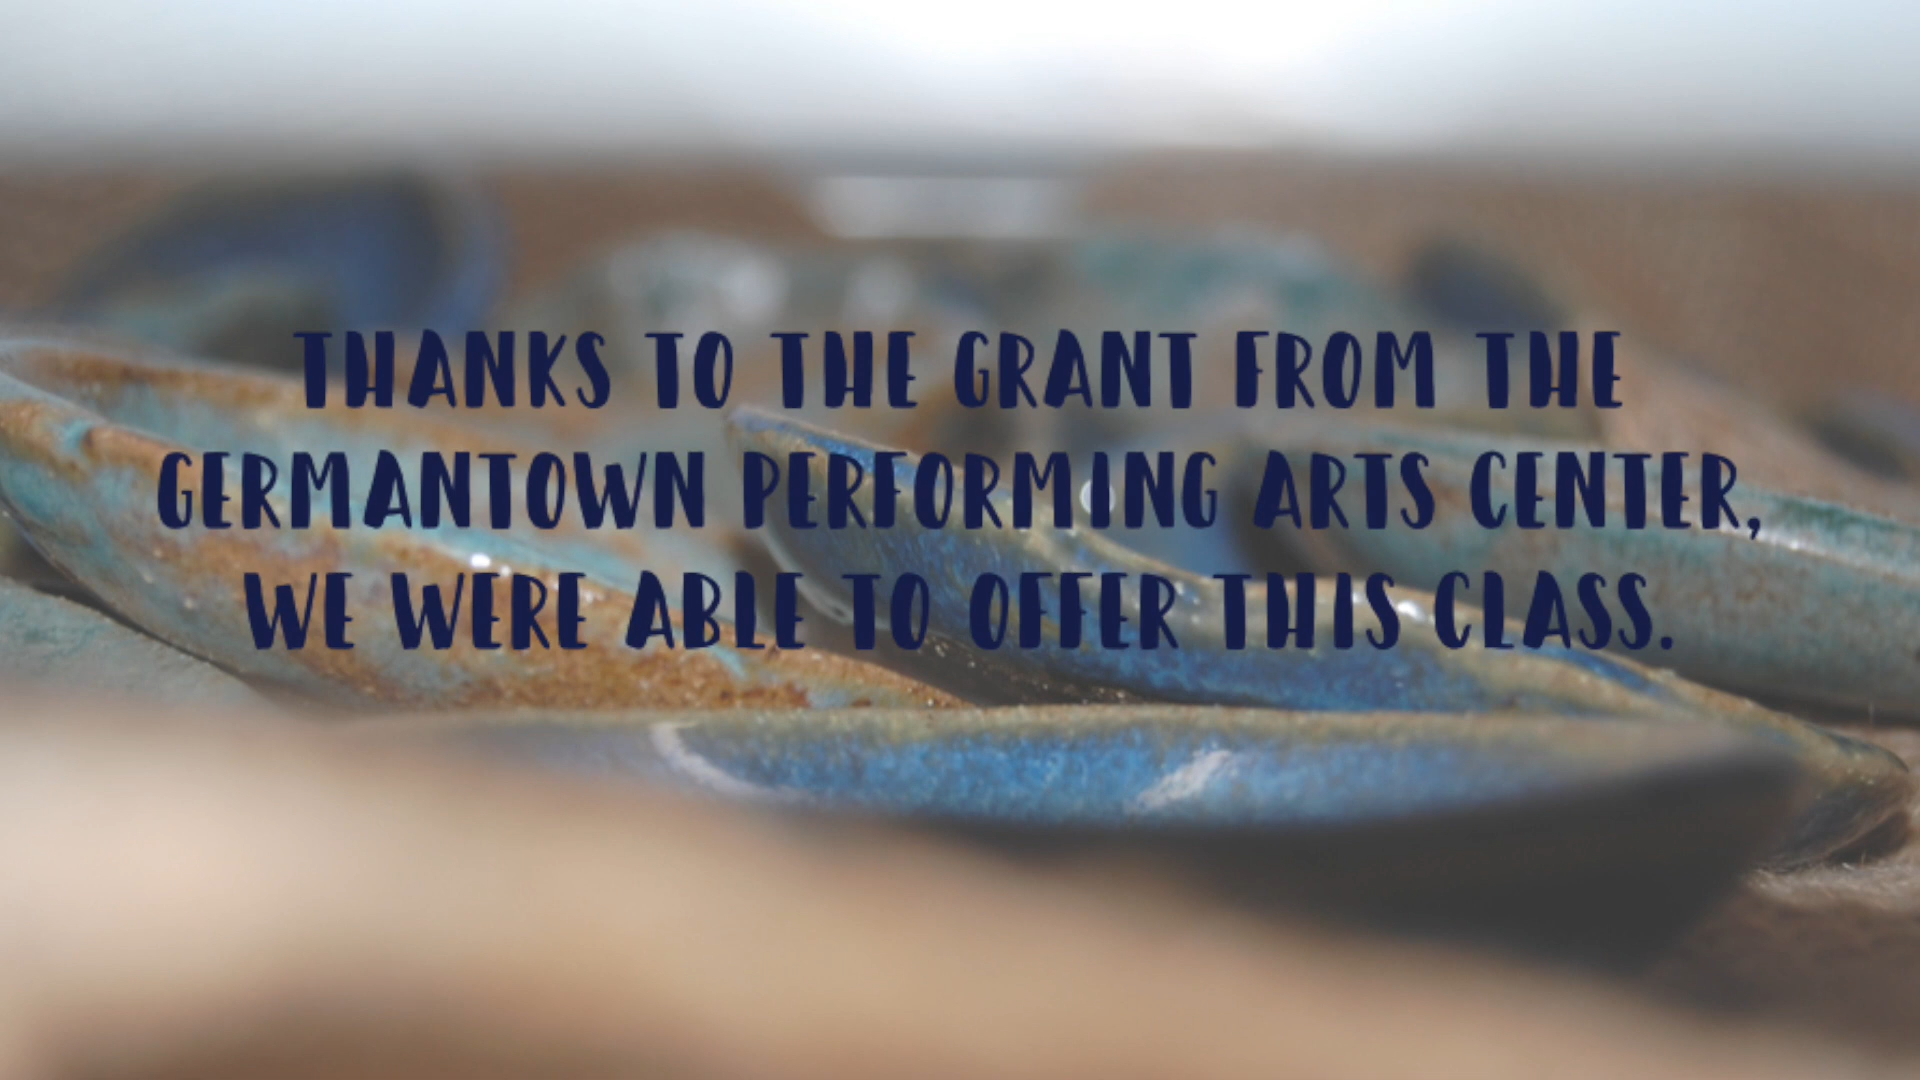 THANKS TO THE GRANT FROM THE
GERMANTOWN PERFORMING ARTS CENTER,
WE WERE ABLE TO OFFER THIS CLASS.